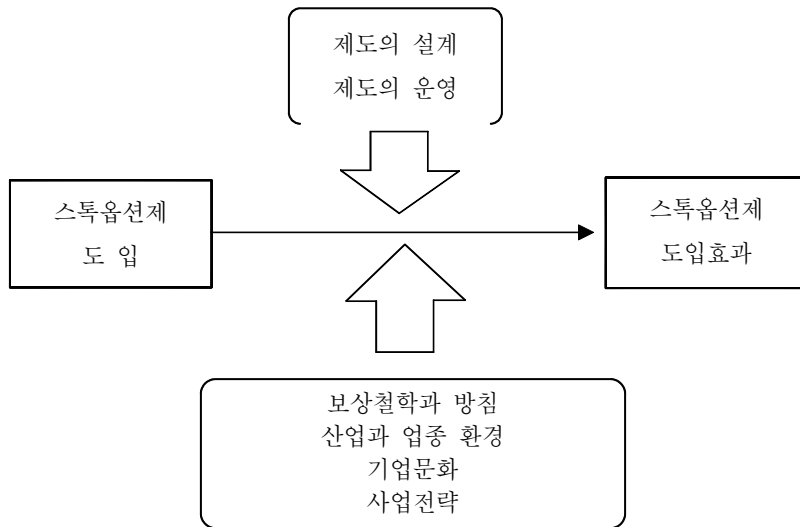 제도의 설계
제도의 운영
스톡옵션제
도 입
스톡옵션제
도입효과
보상철학과 방침
산업과 업종 환경
기업문화
사업전략